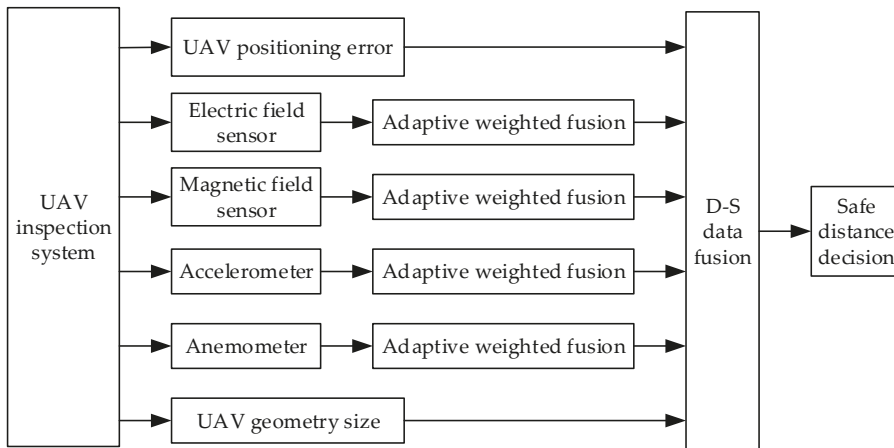 UAV
inspection
system
UAV positioning error
Electric field
sensor
Adaptive weighted fusion
Magnetic field
sensor
Adaptive weighted fusion
Accelerometer
Adaptive weighted fusion
Anemometer
Adaptive weighted fusion
UAV geometry size
D-S
data
fusion
Safe
distance
decision